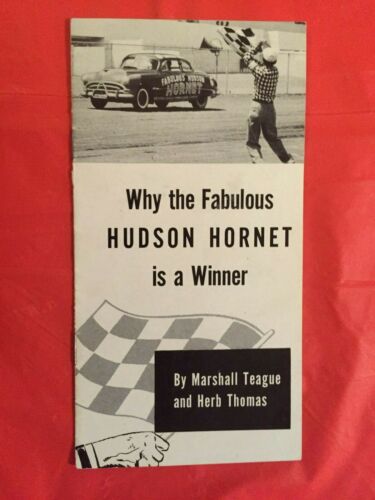 FABULOUS HUDSON
HORNET
Why the Fabulous
HUDSON HORNET
is a Winner
By Marshall Teague
and Herb Thomas